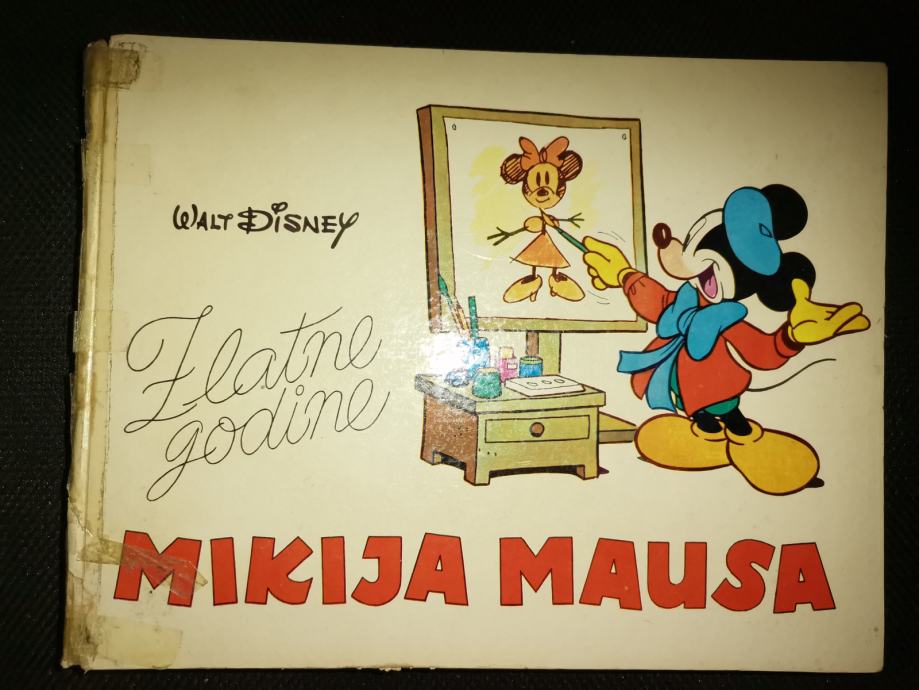 WALT DISNEY
Zlatne
godine
MIKIJA MAUSA